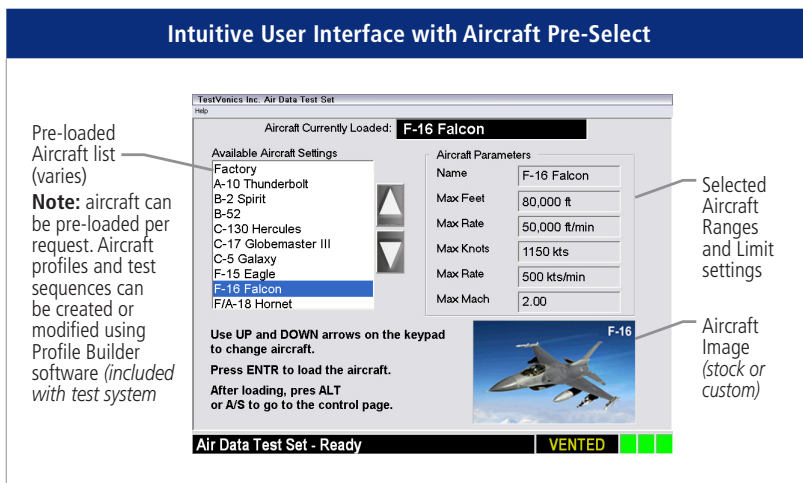 Intuitive User Interface with Aircraft Pre-Select
Pre-loaded
Aircraft list
(varies)
Note: aircraft can
be pre-loaded per
request. Aircraft
profiles and test
sequences can
be created or
modified using
Profile Builder
software (included
with test system
TestVonics Inc. Air Data Test Set
Help
Aircraft Currently Loaded: F-16 Falcon
Available Aircraft Settings
Factory
A-10 Thunderbolt
B-2 Spirit
B-52
C-130 Hercules
C-17 Globemaster III
C-5 Galaxy
F-15 Eagle
F-16 Falcon
F/A-18 Hornet
Aircraft Parameters
Name F-16 Falcon
Max Feet 80,000 ft
Max Rate 50,000 ft/min
Max Knots 1150 kts
Max Rate 500 kts/min
Max Mach 2.00
Use UP and DOWN arrows on the keypad
to change aircraft.
Press ENTR to load the aircraft.
After loading, pres ALT
or A/S to go to the control page.
F-16
Air Data Test Set - Ready
VENTED
Selected
Aircraft
Ranges
and Limit
settings
Aircraft
Image
(stock or
custom)